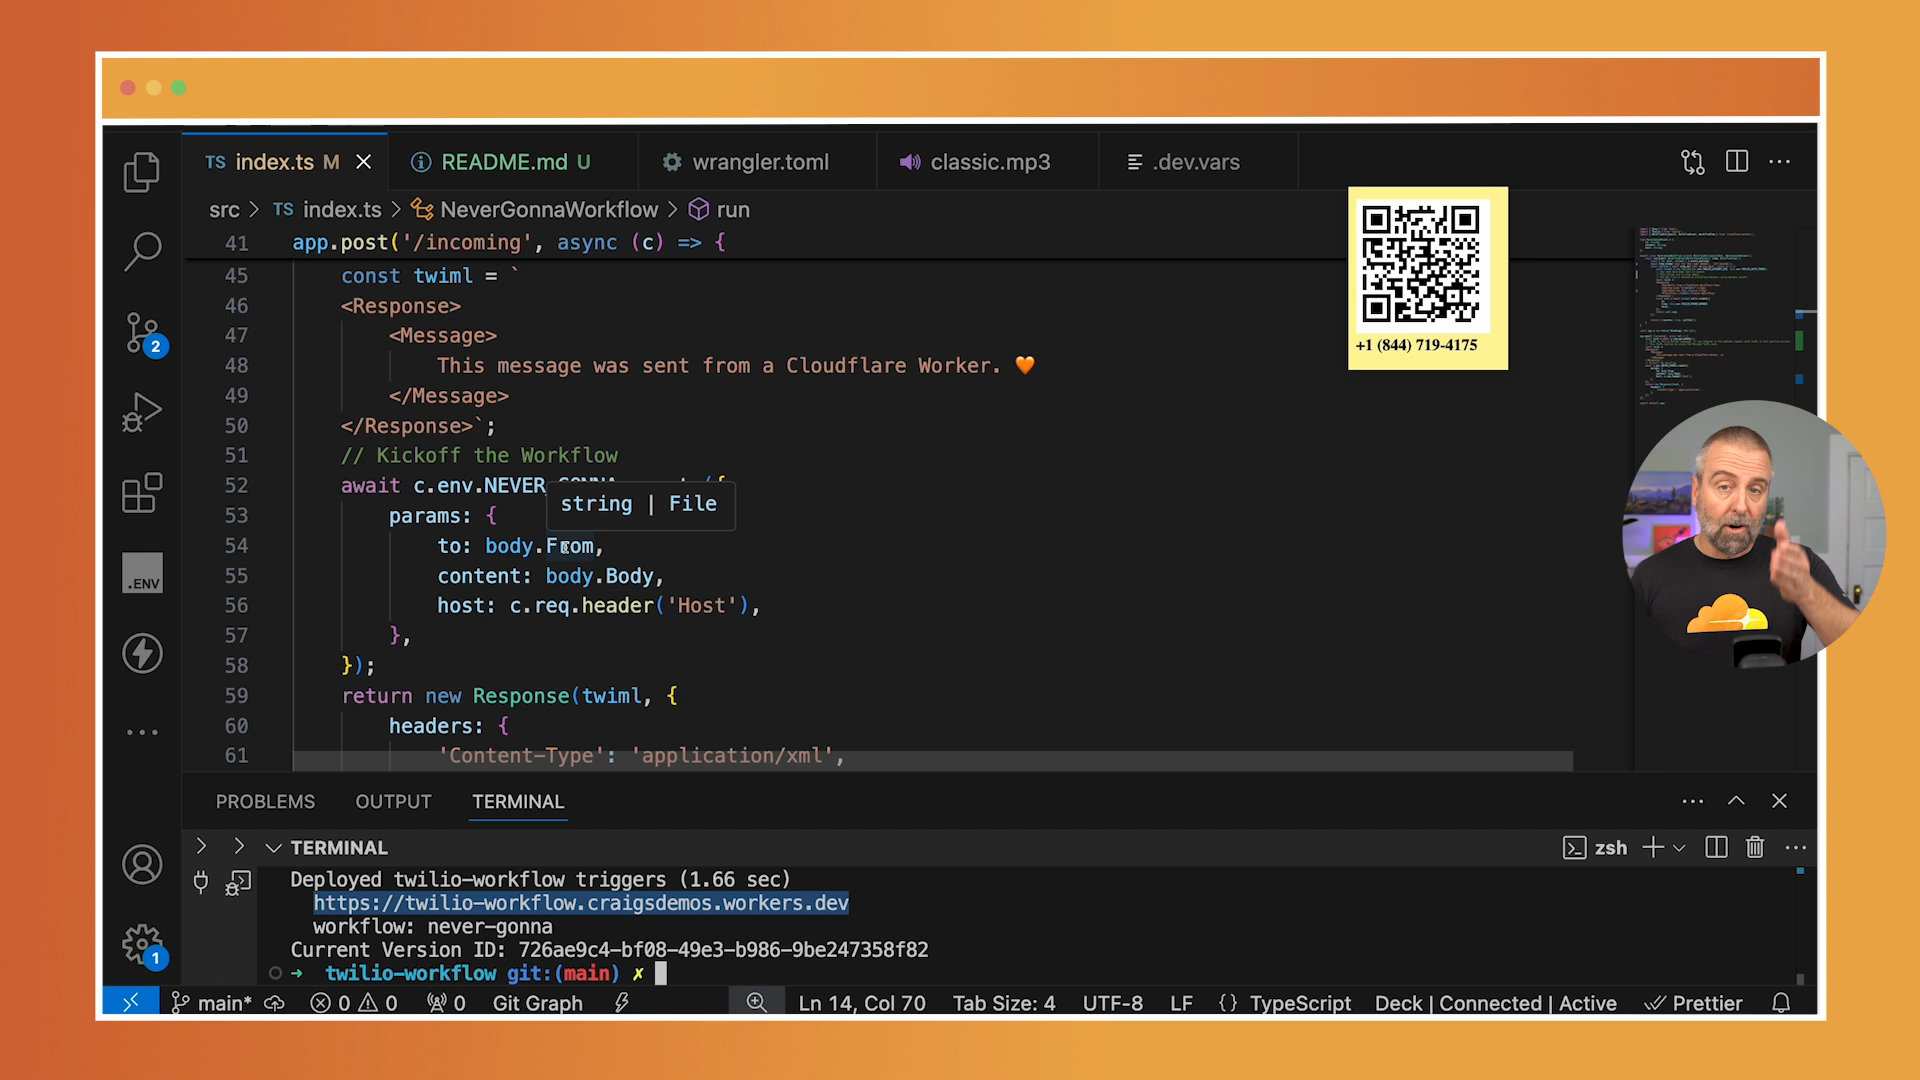 TS index.ts M
README.md U
wrangler.toml
classic.mp3
.dev.vars
src > TS index.ts > NeverGonnaWorkflow > run
41 app.post('/incoming', async (c) => {
45 const twiml = `
46 <Response>
47 <Message>
48 This message was sent from a Cloudflare Worker. 🧡
49 </Message>
50 </Response>`;
51 // Kickoff the Workflow
52 await c.env.NEVER
string | File
53 params: {
54 to: body.From,
55 content: body.Body,
56 host: c.req.header('Host'),
57 },
58 });
59 return new Response(twiml, {
60 headers: {
61 'Content-Type': 'application/xml',
+1 (844) 719-4175
2
.ENV
1
PROBLEMS OUTPUT TERMINAL
TERMINAL
zsh
Deployed twilio-workflow triggers (1.66 sec)
https://twilio-workflow.craigsdemos.workers.dev
workflow: never-gonna
Current Version ID: 726ae9c4-bf08-49e3-b986-9be247358f82
➜ twilio-workflow git:(main) ✗
main* 0 0 0 Git Graph Ln 14, Col 70 Tab Size: 4 UTF-8 LF {} TypeScript Deck | Connected | Active Prettier